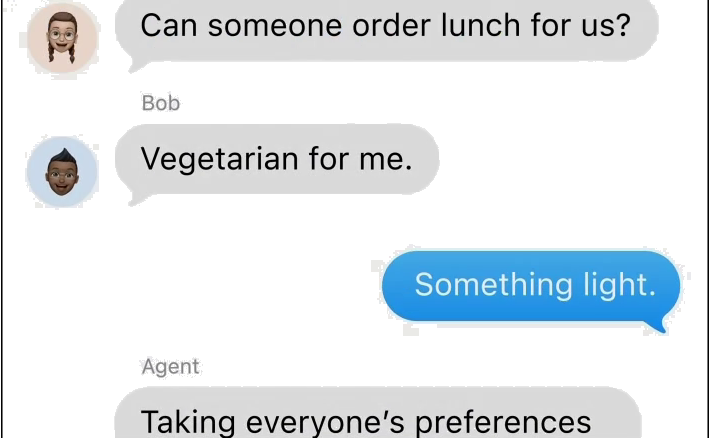 Can someone order lunch for us?
Bob
Vegetarian for me.
Something light.
Agent
Taking everyone’s preferences